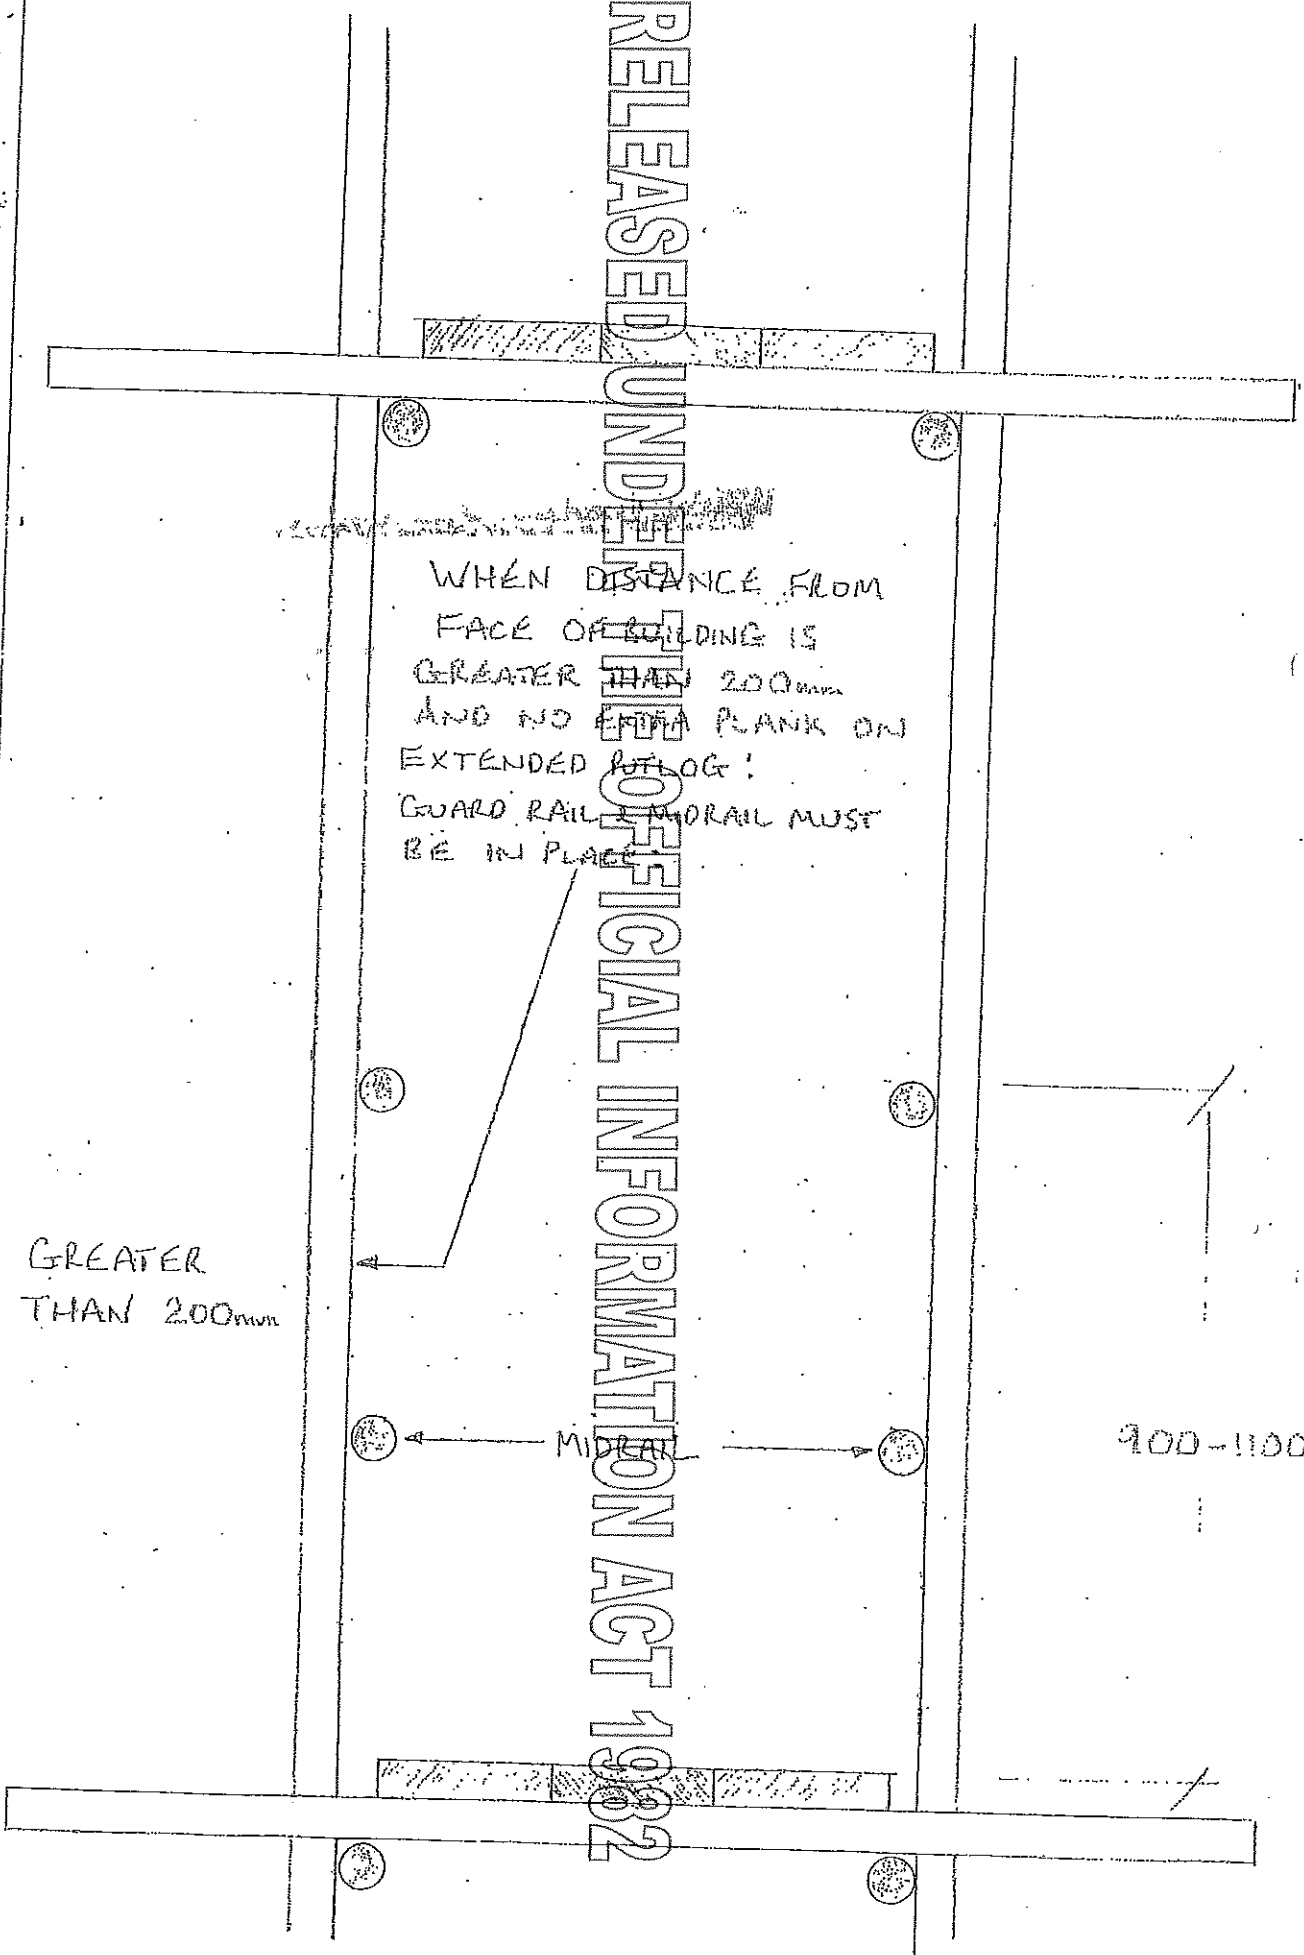 RELEASED UNDER THE OFFICIAL INFORMATION ACT 1982
WHEN DISTANCE FROM
FACE OF BUILDING IS
GREATER THAN 200mm
AND NO EXTRA PLANK ON
EXTENDED PUTLOG:
GUARD RAIL & MIDRAIL MUST
BE IN PLACE.
GREATER
THAN 200mm
MIDRAIL
900-1100